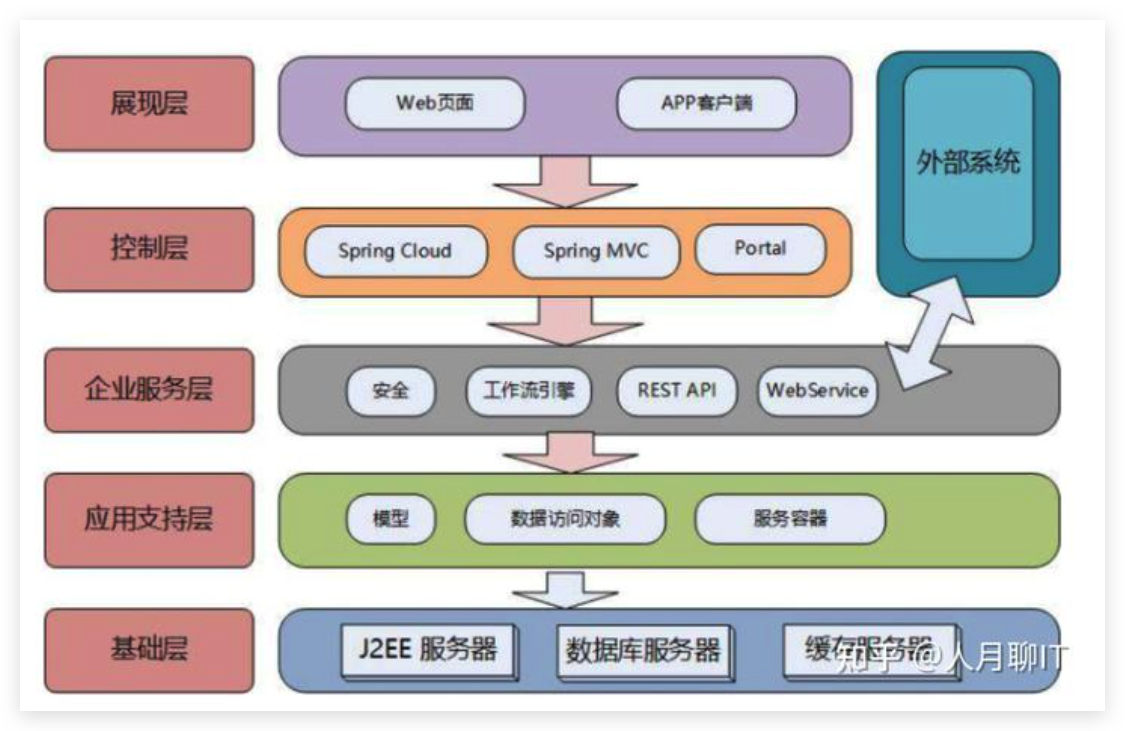 展现层
Web页面
APP客户端
外部系统
控制层
Spring Cloud
Spring MVC
Portal
企业服务层
安全
工作流引擎
REST API
WebService
应用支持层
模型
数据访问对象
服务容器
基础层
J2EE 服务器
数据库服务器
缓存服务器
知乎 @人月聊IT